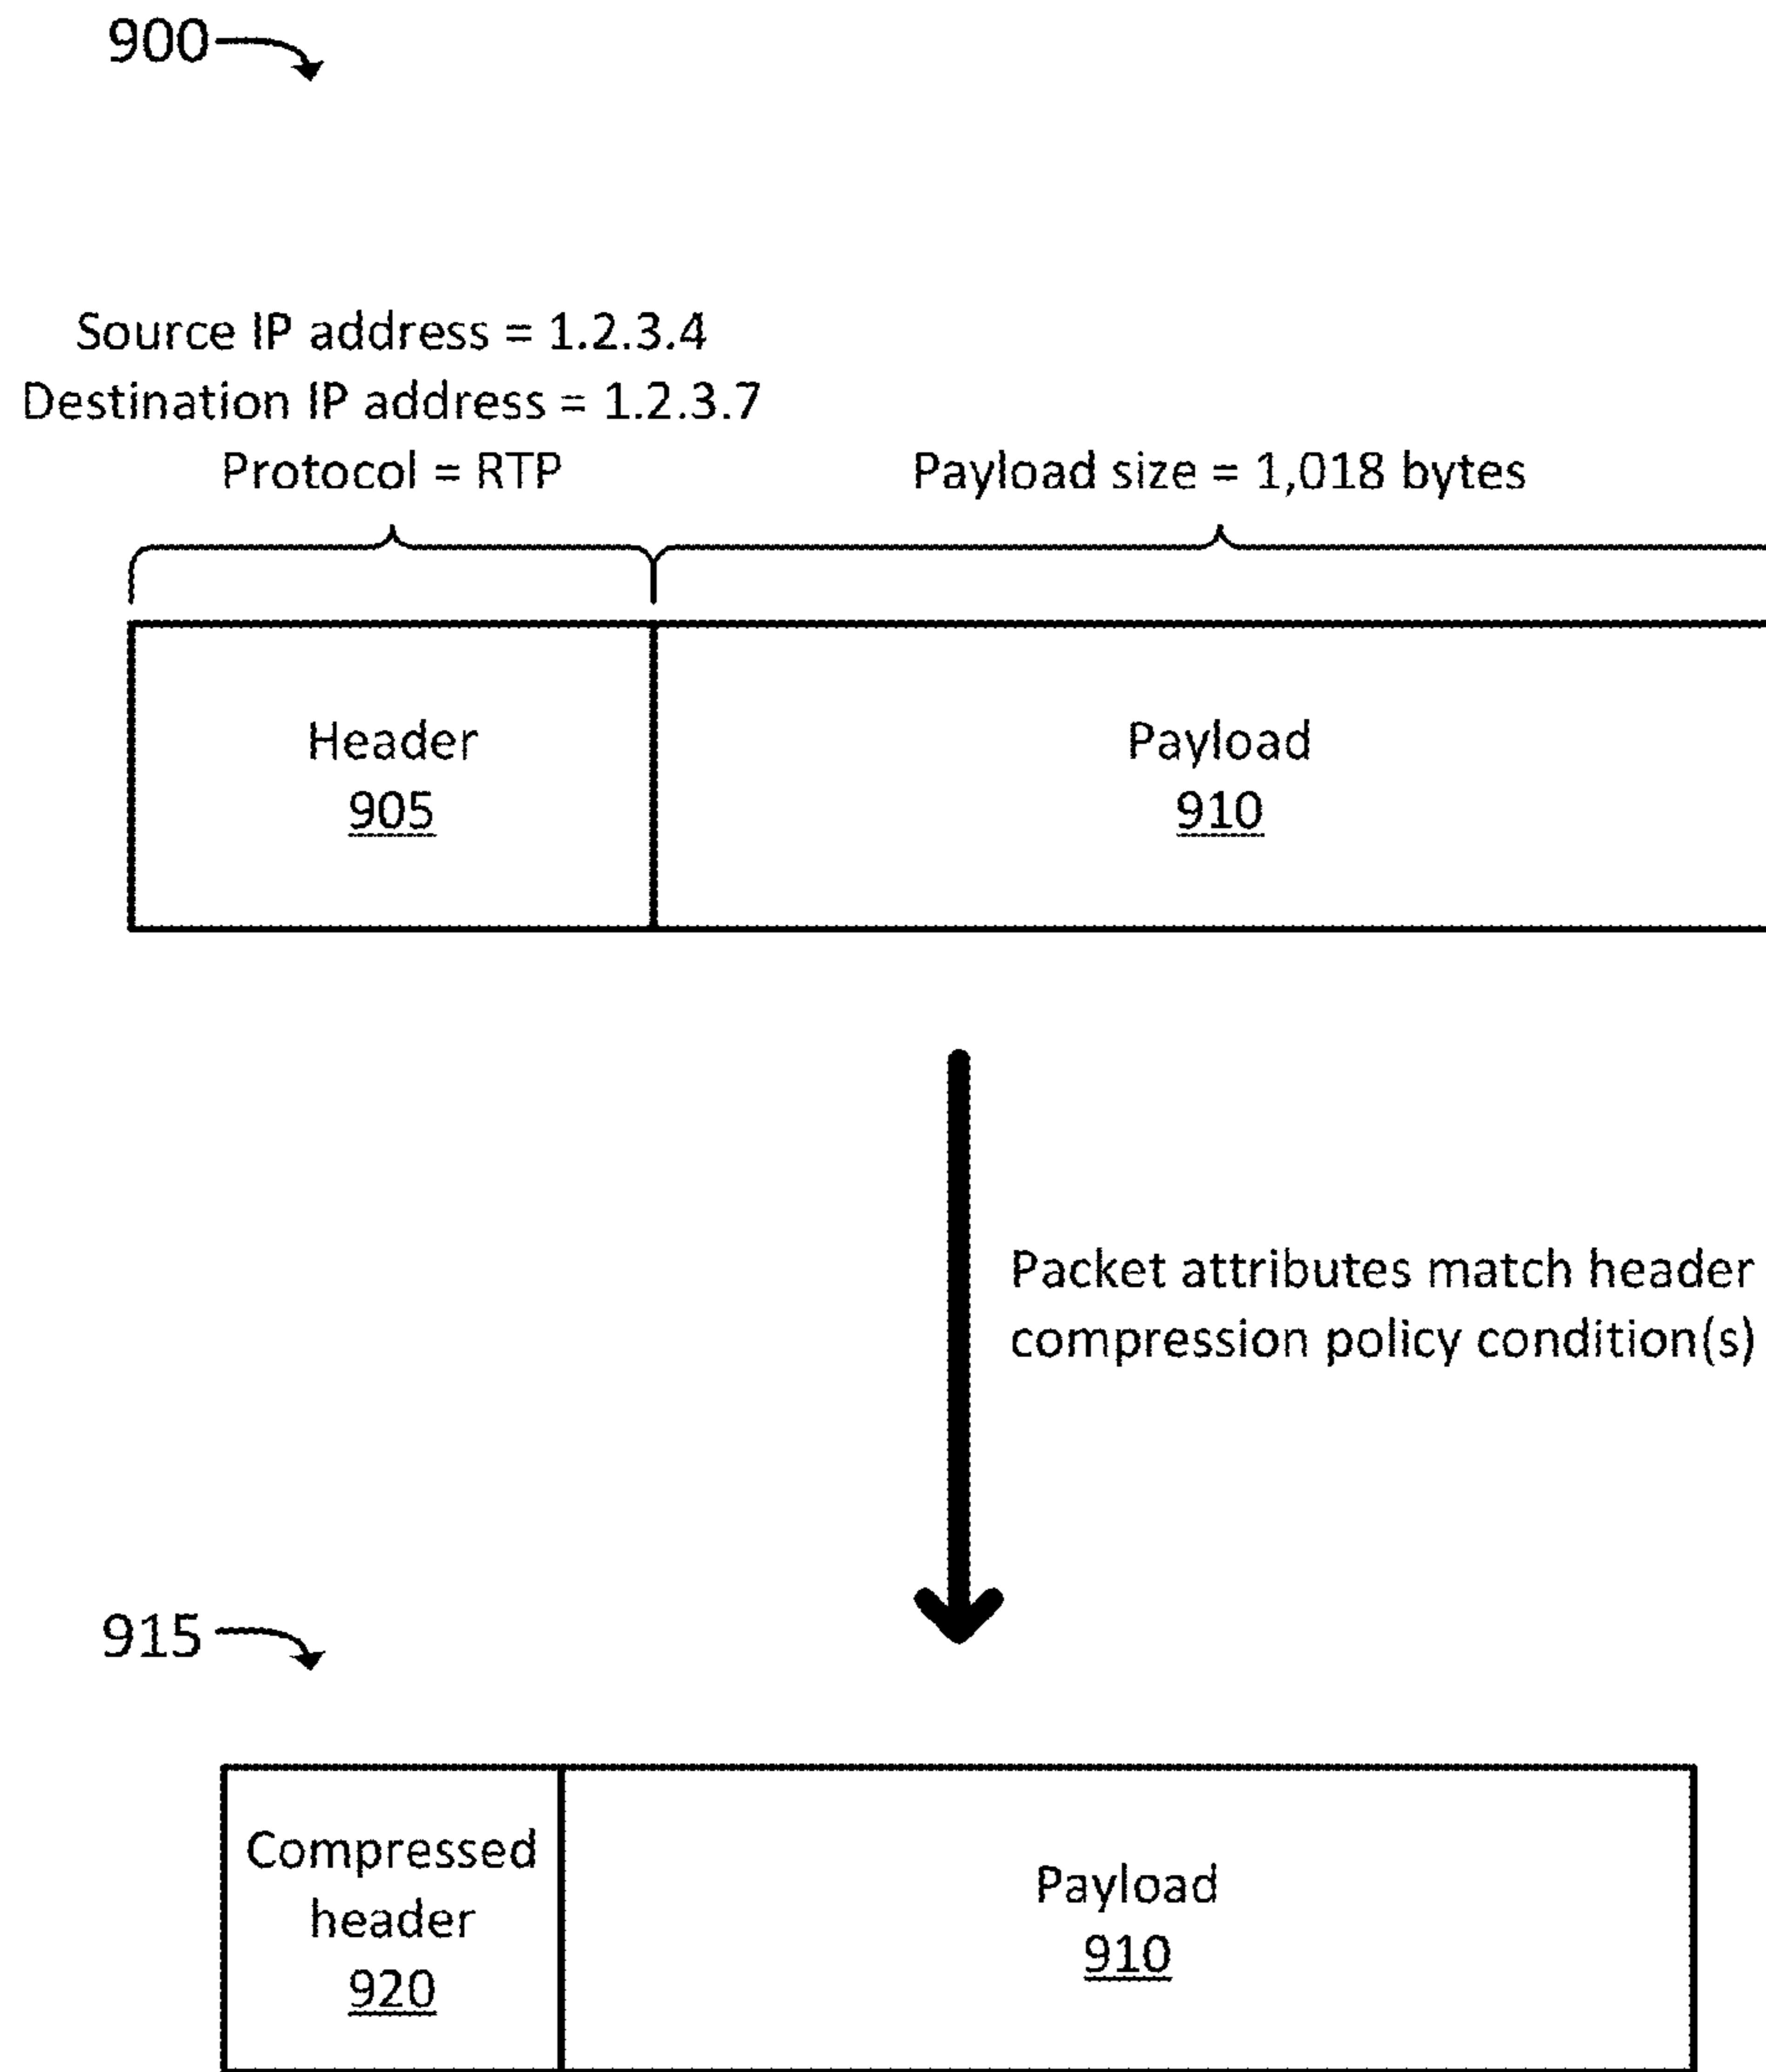 900
Source IP address = 1.2.3.4
Destination IP address = 1.2.3.7
Protocol = RTP
Payload size = 1,018 bytes
Header
905
Payload
910
Packet attributes match header
compression policy condition(s)
915
Compressed
header
920
Payload
910